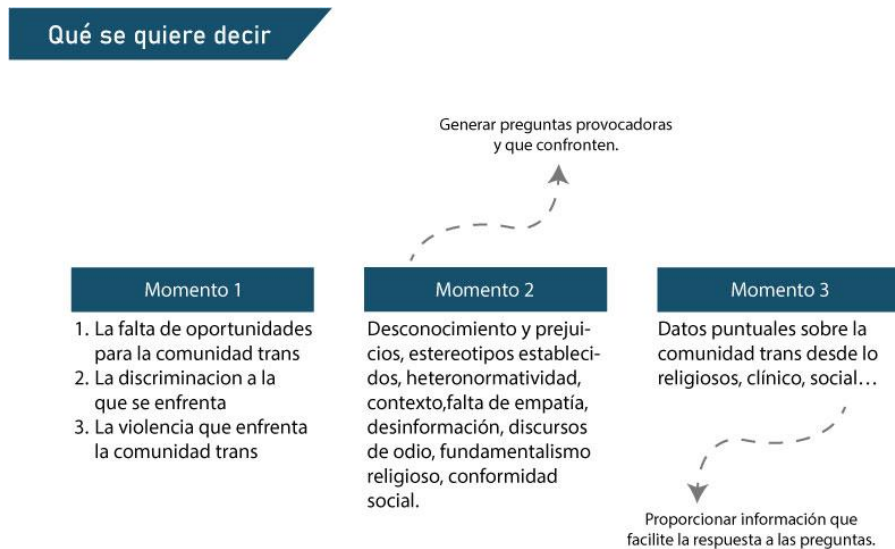 Qué se quiere decir
Generar preguntas provocadoras
y que confronten.
Momento 1
1. La falta de oportunidades
para la comunidad trans
2. La discriminacion a la
que se enfrenta
3. La violencia que enfrenta
la comunidad trans
Momento 2
Desconocimiento y prejui-
cios, estereotipos estableci-
dos, heteronormatividad,
contexto,falta de empatía,
desinformación, discursos
de odio, fundamentalismo
religioso, conformidad
social.
Momento 3
Datos puntuales sobre la
comunidad trans desde lo
religiosos, clínico, social…
Proporcionar información que
facilite la respuesta a las preguntas.